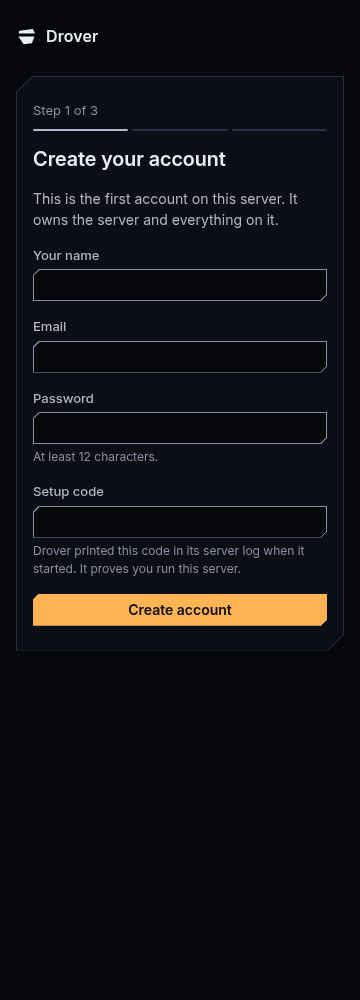 Drover
Step 1 of 3
Create your account
This is the first account on this server. It
owns the server and everything on it.
Your name
Email
Password
At least 12 characters.
Setup code
Drover printed this code in its server log when it
started. It proves you run this server.
Create account